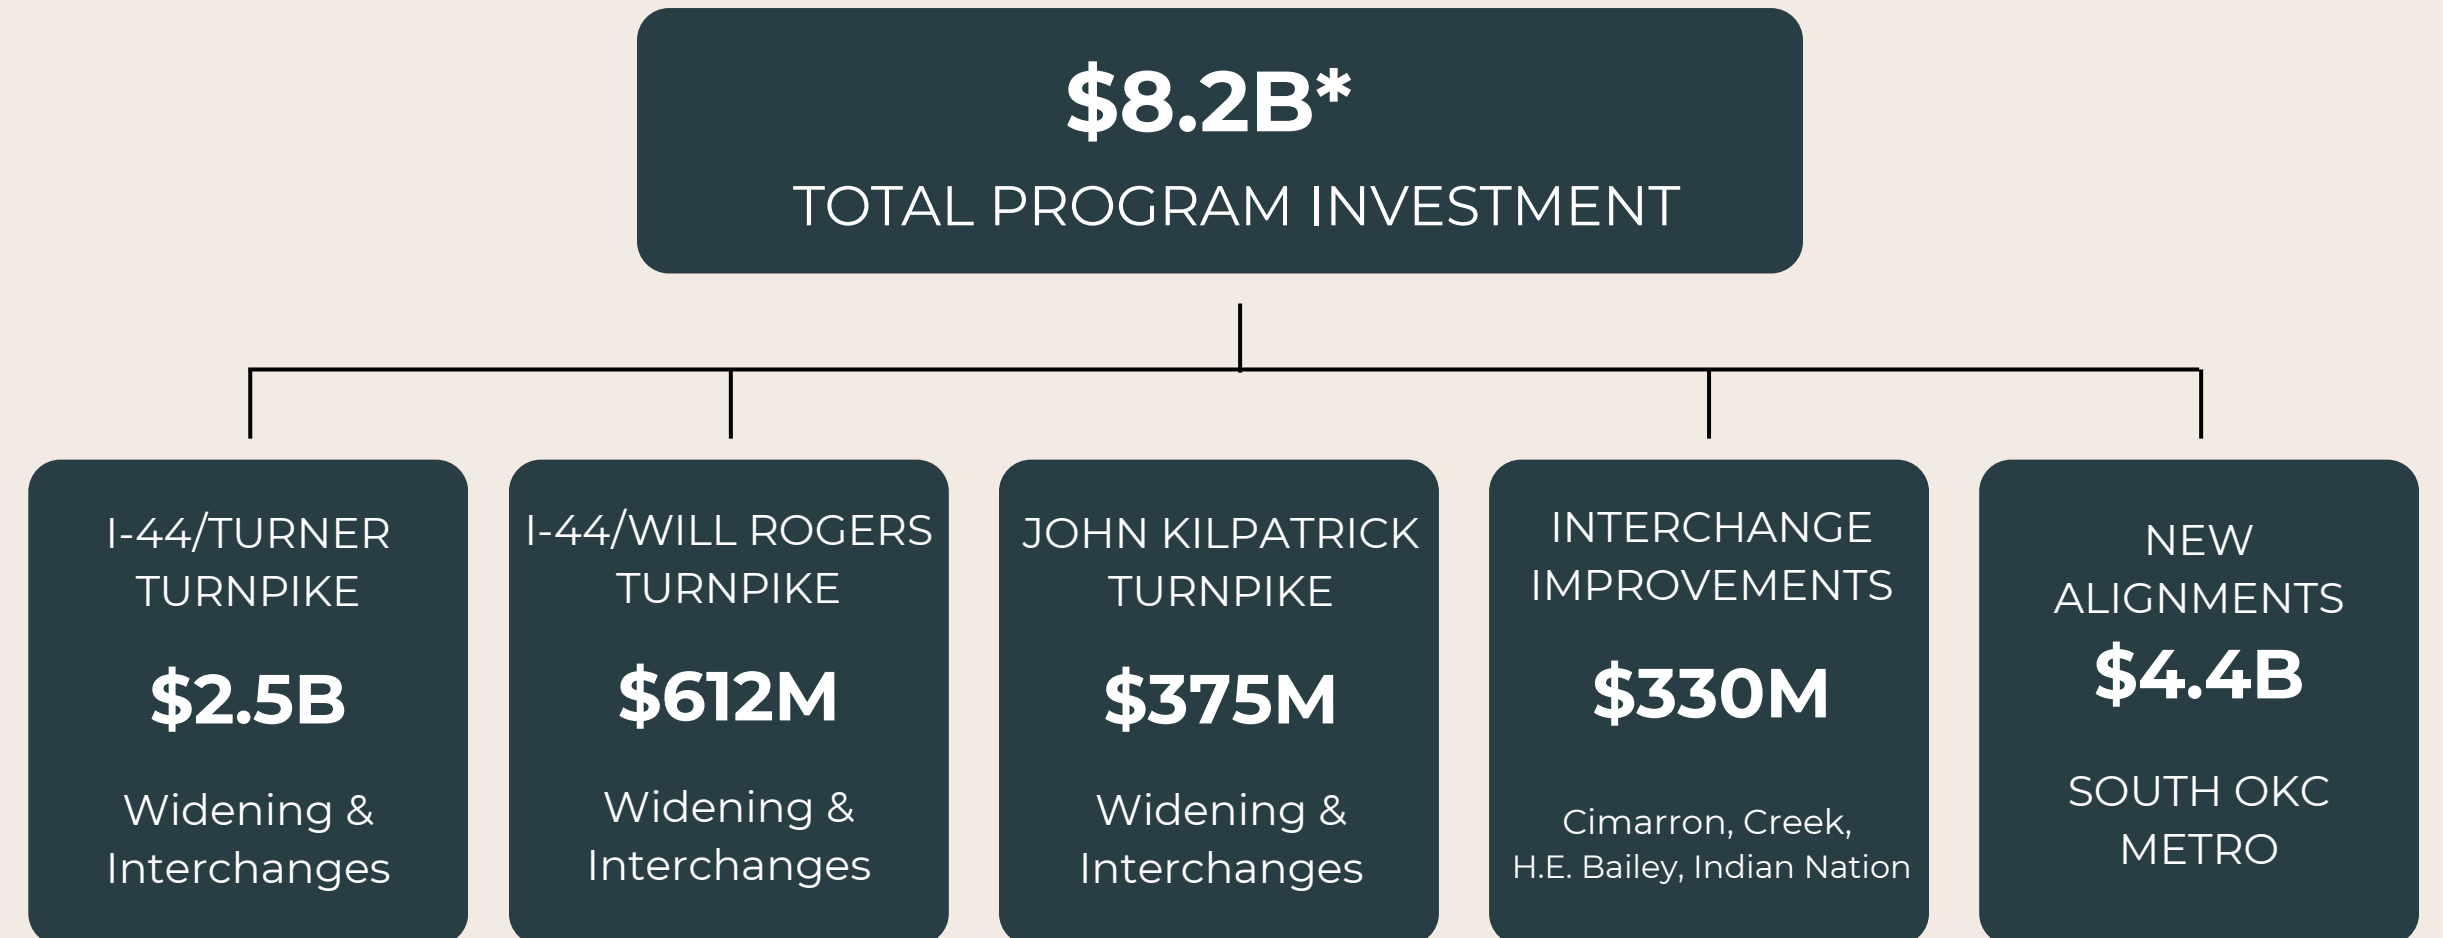 $8.2B*
TOTAL PROGRAM INVESTMENT
I-44/TURNER
TURNPIKE
$2.5B
Widening &
Interchanges
I-44/WILL ROGERS
TURNPIKE
$612M
Widening &
Interchanges
JOHN KILPATRICK
TURNPIKE
$375M
Widening &
Interchanges
INTERCHANGE
IMPROVEMENTS
$330M
Cimarron, Creek,
H.E. Bailey, Indian Nation
NEW
ALIGNMENTS
$4.4B
SOUTH OKC
METRO